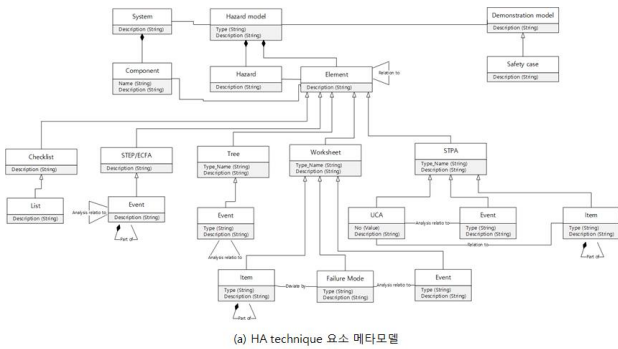 System
Description (String)
Hazard model
Type (String)
Description (String)
Demonstration model
Description (String)
Component
Name (String)
Description (String)
Hazard
Description (String)
Element
Description (String)
Relation to
Safety case
Description (String)
Checklist
Description (String)
STEP/ECFA
Description (String)
Tree
Type_Name (String)
Description (String)
Worksheet
Type_Name (String)
Description (String)
STPA
Type_Name (String)
Description (String)
List
Description (String)
Analysis relatio to
Event
Description (String)
Part of
Event
Type (String)
Description (String)
Analysis relatio to
UCA
No (Value)
Description (String)
Analysis relatio to
Event
Type (String)
Description (String)
Relation to
Item
Type (String)
Description (String)
Part of
Item
Type (String)
Description (String)
Part of
Deviate by
Failure Mode
Type (String)
Description (String)
Analysis relatio to
Event
Type (String)
Description (String)
(a) HA technique 요소 메타모델